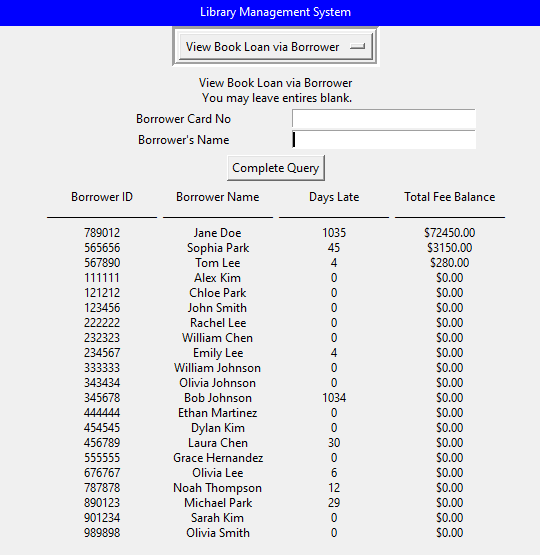 Library Management System
View Book Loan via Borrower
View Book Loan via Borrower
You may leave entires blank.
Borrower Card No
Borrower's Name
Complete Query
Borrower ID Borrower Name Days Late Total Fee Balance
789012 Jane Doe 1035 $72450.00
565656 Sophia Park 45 $3150.00
567890 Tom Lee 4 $280.00
111111 Alex Kim 0 $0.00
121212 Chloe Park 0 $0.00
123456 John Smith 0 $0.00
222222 Rachel Lee 0 $0.00
232323 William Chen 0 $0.00
234567 Emily Lee 4 $0.00
333333 William Johnson 0 $0.00
343434 Olivia Johnson 0 $0.00
345678 Bob Johnson 1034 $0.00
444444 Ethan Martinez 0 $0.00
454545 Dylan Kim 0 $0.00
456789 Laura Chen 30 $0.00
555555 Grace Hernandez 0 $0.00
676767 Olivia Lee 6 $0.00
787878 Noah Thompson 12 $0.00
890123 Michael Park 29 $0.00
901234 Sarah Kim 0 $0.00
989898 Olivia Smith 0 $0.00